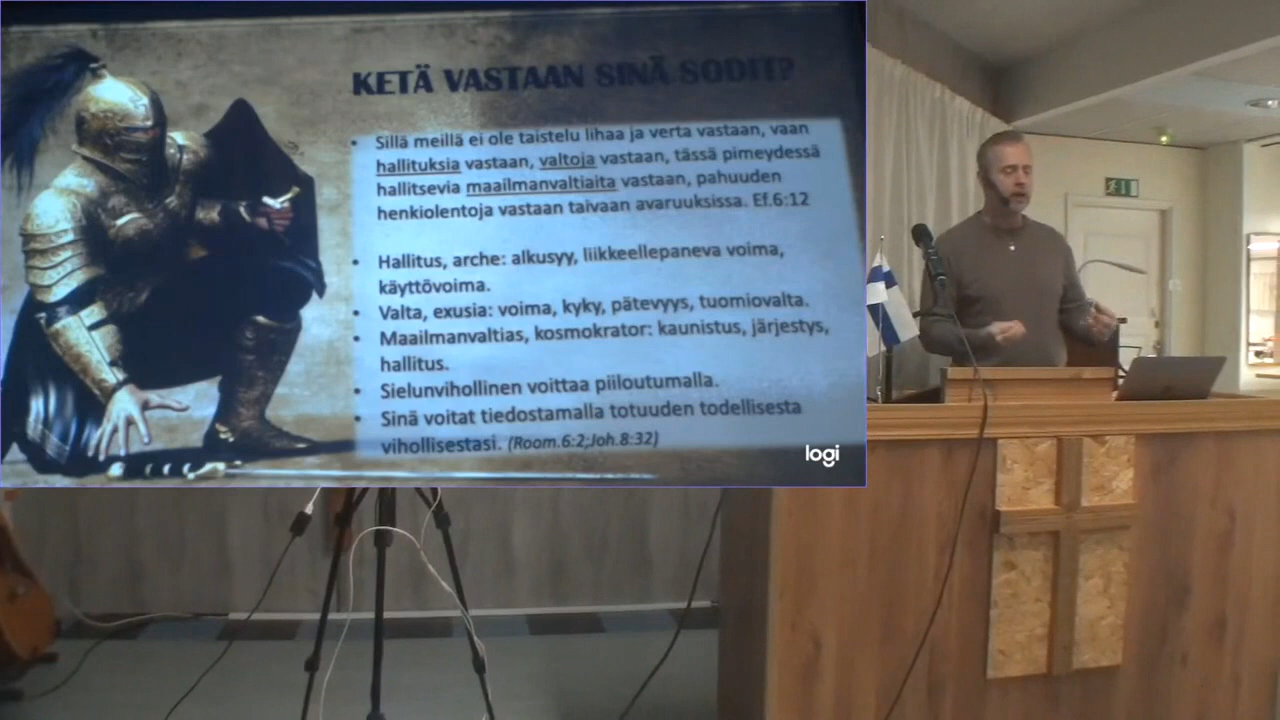 KETÄ VASTAAN SINÄ SODIT?
• Sillä meillä ei ole taistelu lihaa ja verta vastaan, vaan
hallituksia vastaan, valtoja vastaan, tässä pimeydessä
hallitsevia maailmanvaltiaita vastaan, pahuuden
henkiolentoja vastaan taivaan avaruuksissa. Ef.6:12
• Hallitus, arche: alkusyy, liikkeellepaneva voima,
käyttövoima.
• Valta, exusia: voima, kyky, pätevyys, tuomiovalta.
• Maailmanvaltias, kosmokrator: kaunistus, järjestys,
hallitus.
• Sielunvihollinen voittaa piiloutumalla.
• Sinä voitat tiedostamalla totuuden todellisesta
vihollisestasi. (Room.6:2;Joh.8:32)
logi